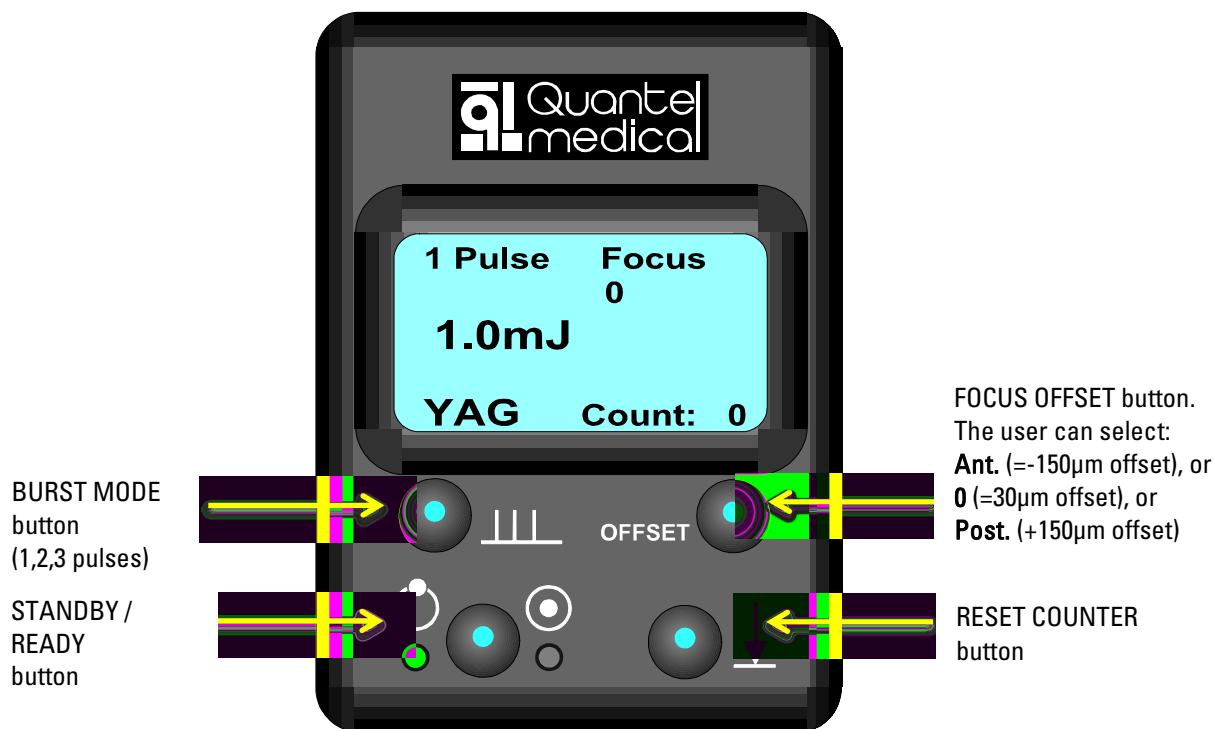 Quantel
medical
1 Pulse Focus
0
1.0mJ
YAG Count: 0
BURST MODE
button
(1,2,3 pulses)
OFFSET
FOCUS OFFSET button.
The user can select:
Ant. (=-150µm offset), or
0 (=30µm offset), or
Post. (+150µm offset)
STANDBY /
READY
button
RESET COUNTER
button